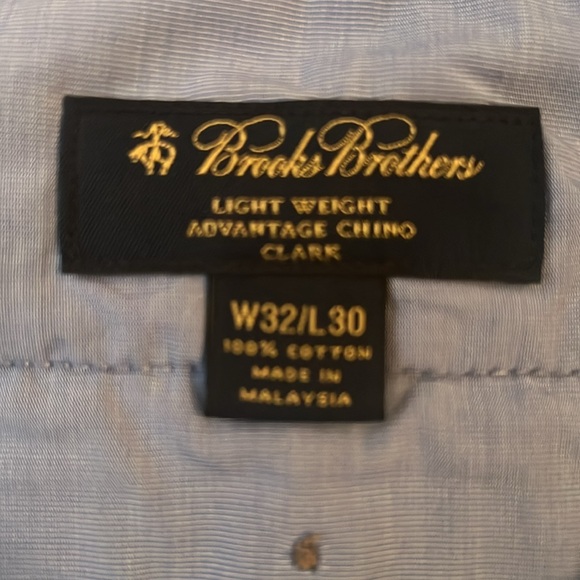 Brooks Brothers
LIGHT WEIGHT
ADVANTAGE CHINO
CLARK
W32/L30
100% COTTON
MADE IN
MALAYSIA